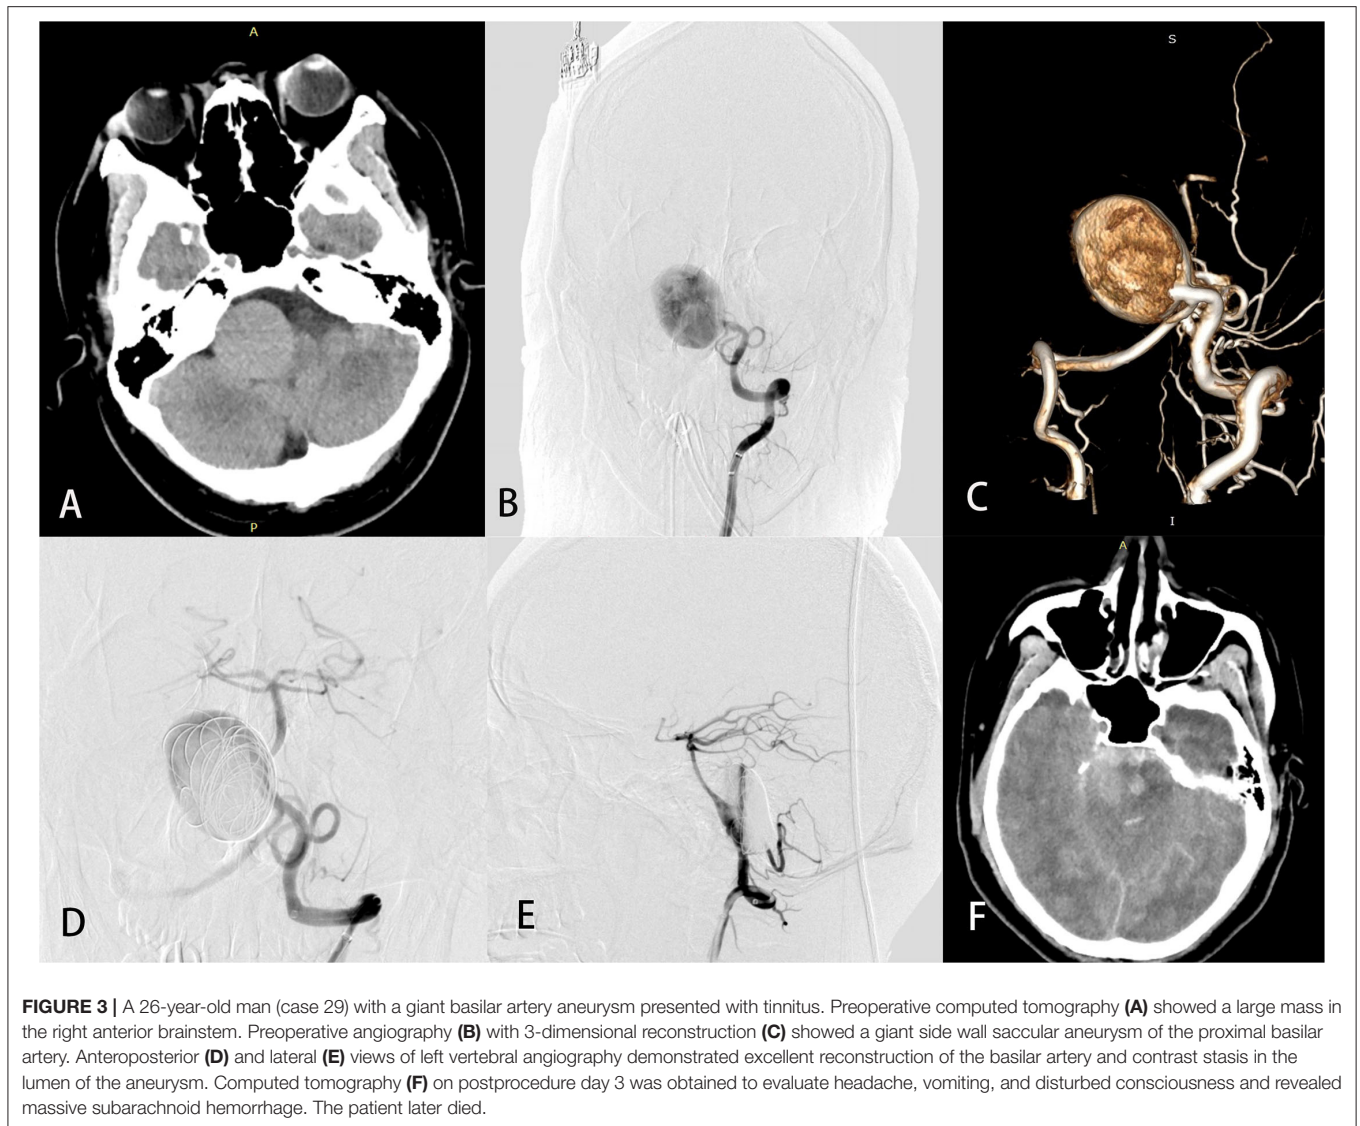 A
S
A
B
C
P
I
A
D
E
F
FIGURE 3 | A 26-year-old man (case 29) with a giant basilar artery aneurysm presented with tinnitus. Preoperative computed tomography (A) showed a large mass in
the right anterior brainstem. Preoperative angiography (B) with 3-dimensional reconstruction (C) showed a giant side wall saccular aneurysm of the proximal basilar
artery. Anteroposterior (D) and lateral (E) views of left vertebral angiography demonstrated excellent reconstruction of the basilar artery and contrast stasis in the
lumen of the aneurysm. Computed tomography (F) on postprocedure day 3 was obtained to evaluate headache, vomiting, and disturbed consciousness and revealed
massive subarachnoid hemorrhage. The patient later died.